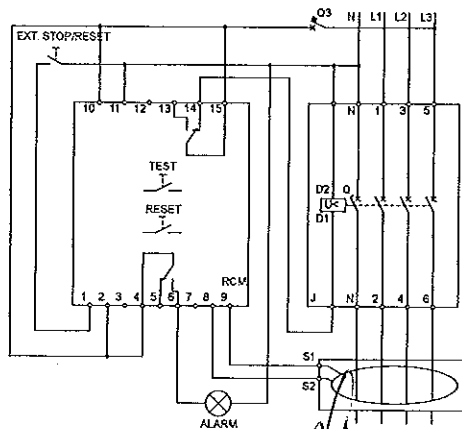 Q3 N L1 L2 L3
EXT. STOP/RESET
10 11 12 13 14 15 N 1 3 5
TEST
D2 Q
U<
D1
RESET
RCM
1 2 3 4 5 6 7 8 9 J N 2 4 6
S1
S2
ALARM